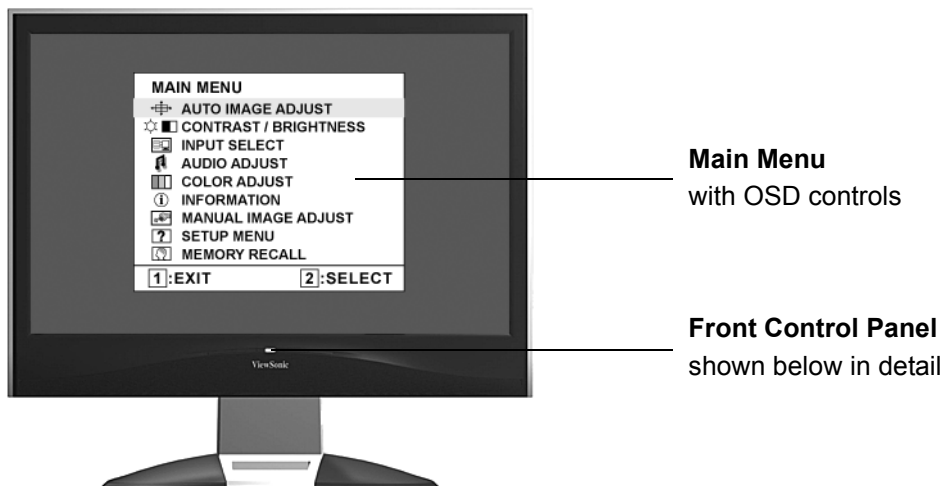 MAIN MENU
AUTO IMAGE ADJUST
CONTRAST / BRIGHTNESS
INPUT SELECT
AUDIO ADJUST
COLOR ADJUST
INFORMATION
MANUAL IMAGE ADJUST
SETUP MENU
MEMORY RECALL
1:EXIT 2:SELECT
ViewSonic
Main Menu
with OSD controls
Front Control Panel
shown below in detail